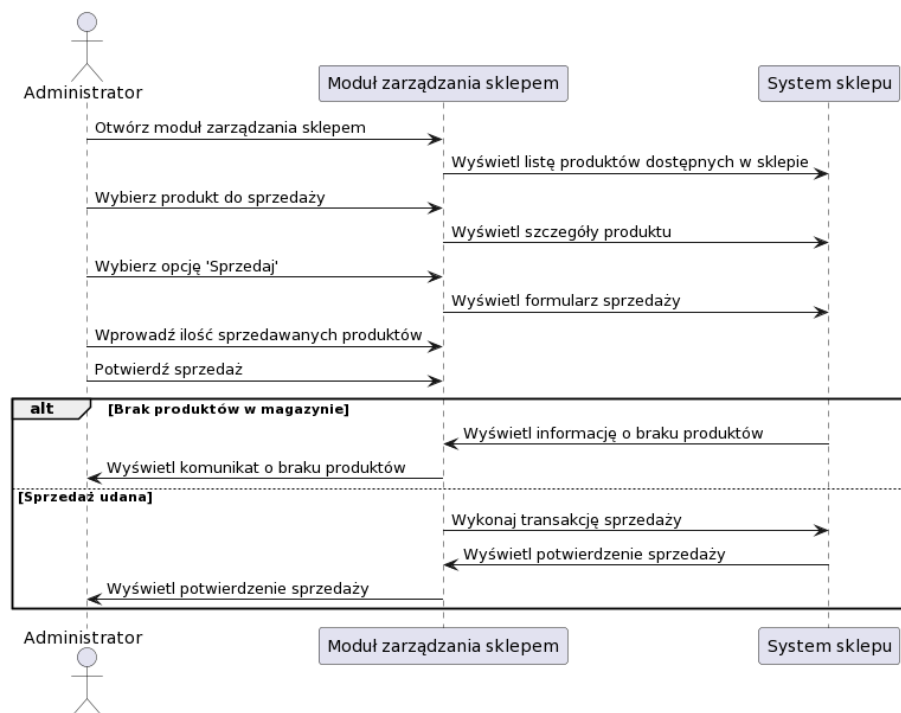 Administrator
Moduł zarządzania sklepem
System sklepu
Otwórz moduł zarządzania sklepem
Wyświetl listę produktów dostępnych w sklepie
Wybierz produkt do sprzedaży
Wyświetl szczegóły produktu
Wybierz opcję 'Sprzedaj'
Wyświetl formularz sprzedaży
Wprowadź ilość sprzedawanych produktów
Potwierdź sprzedaż
alt [Brak produktów w magazynie]
Wyświetl informację o braku produktów
Wyświetl komunikat o braku produktów
[Sprzedaż udana]
Wykonaj transakcję sprzedaży
Wyświetl potwierdzenie sprzedaży
Wyświetl potwierdzenie sprzedaży
Administrator
Moduł zarządzania sklepem
System sklepu